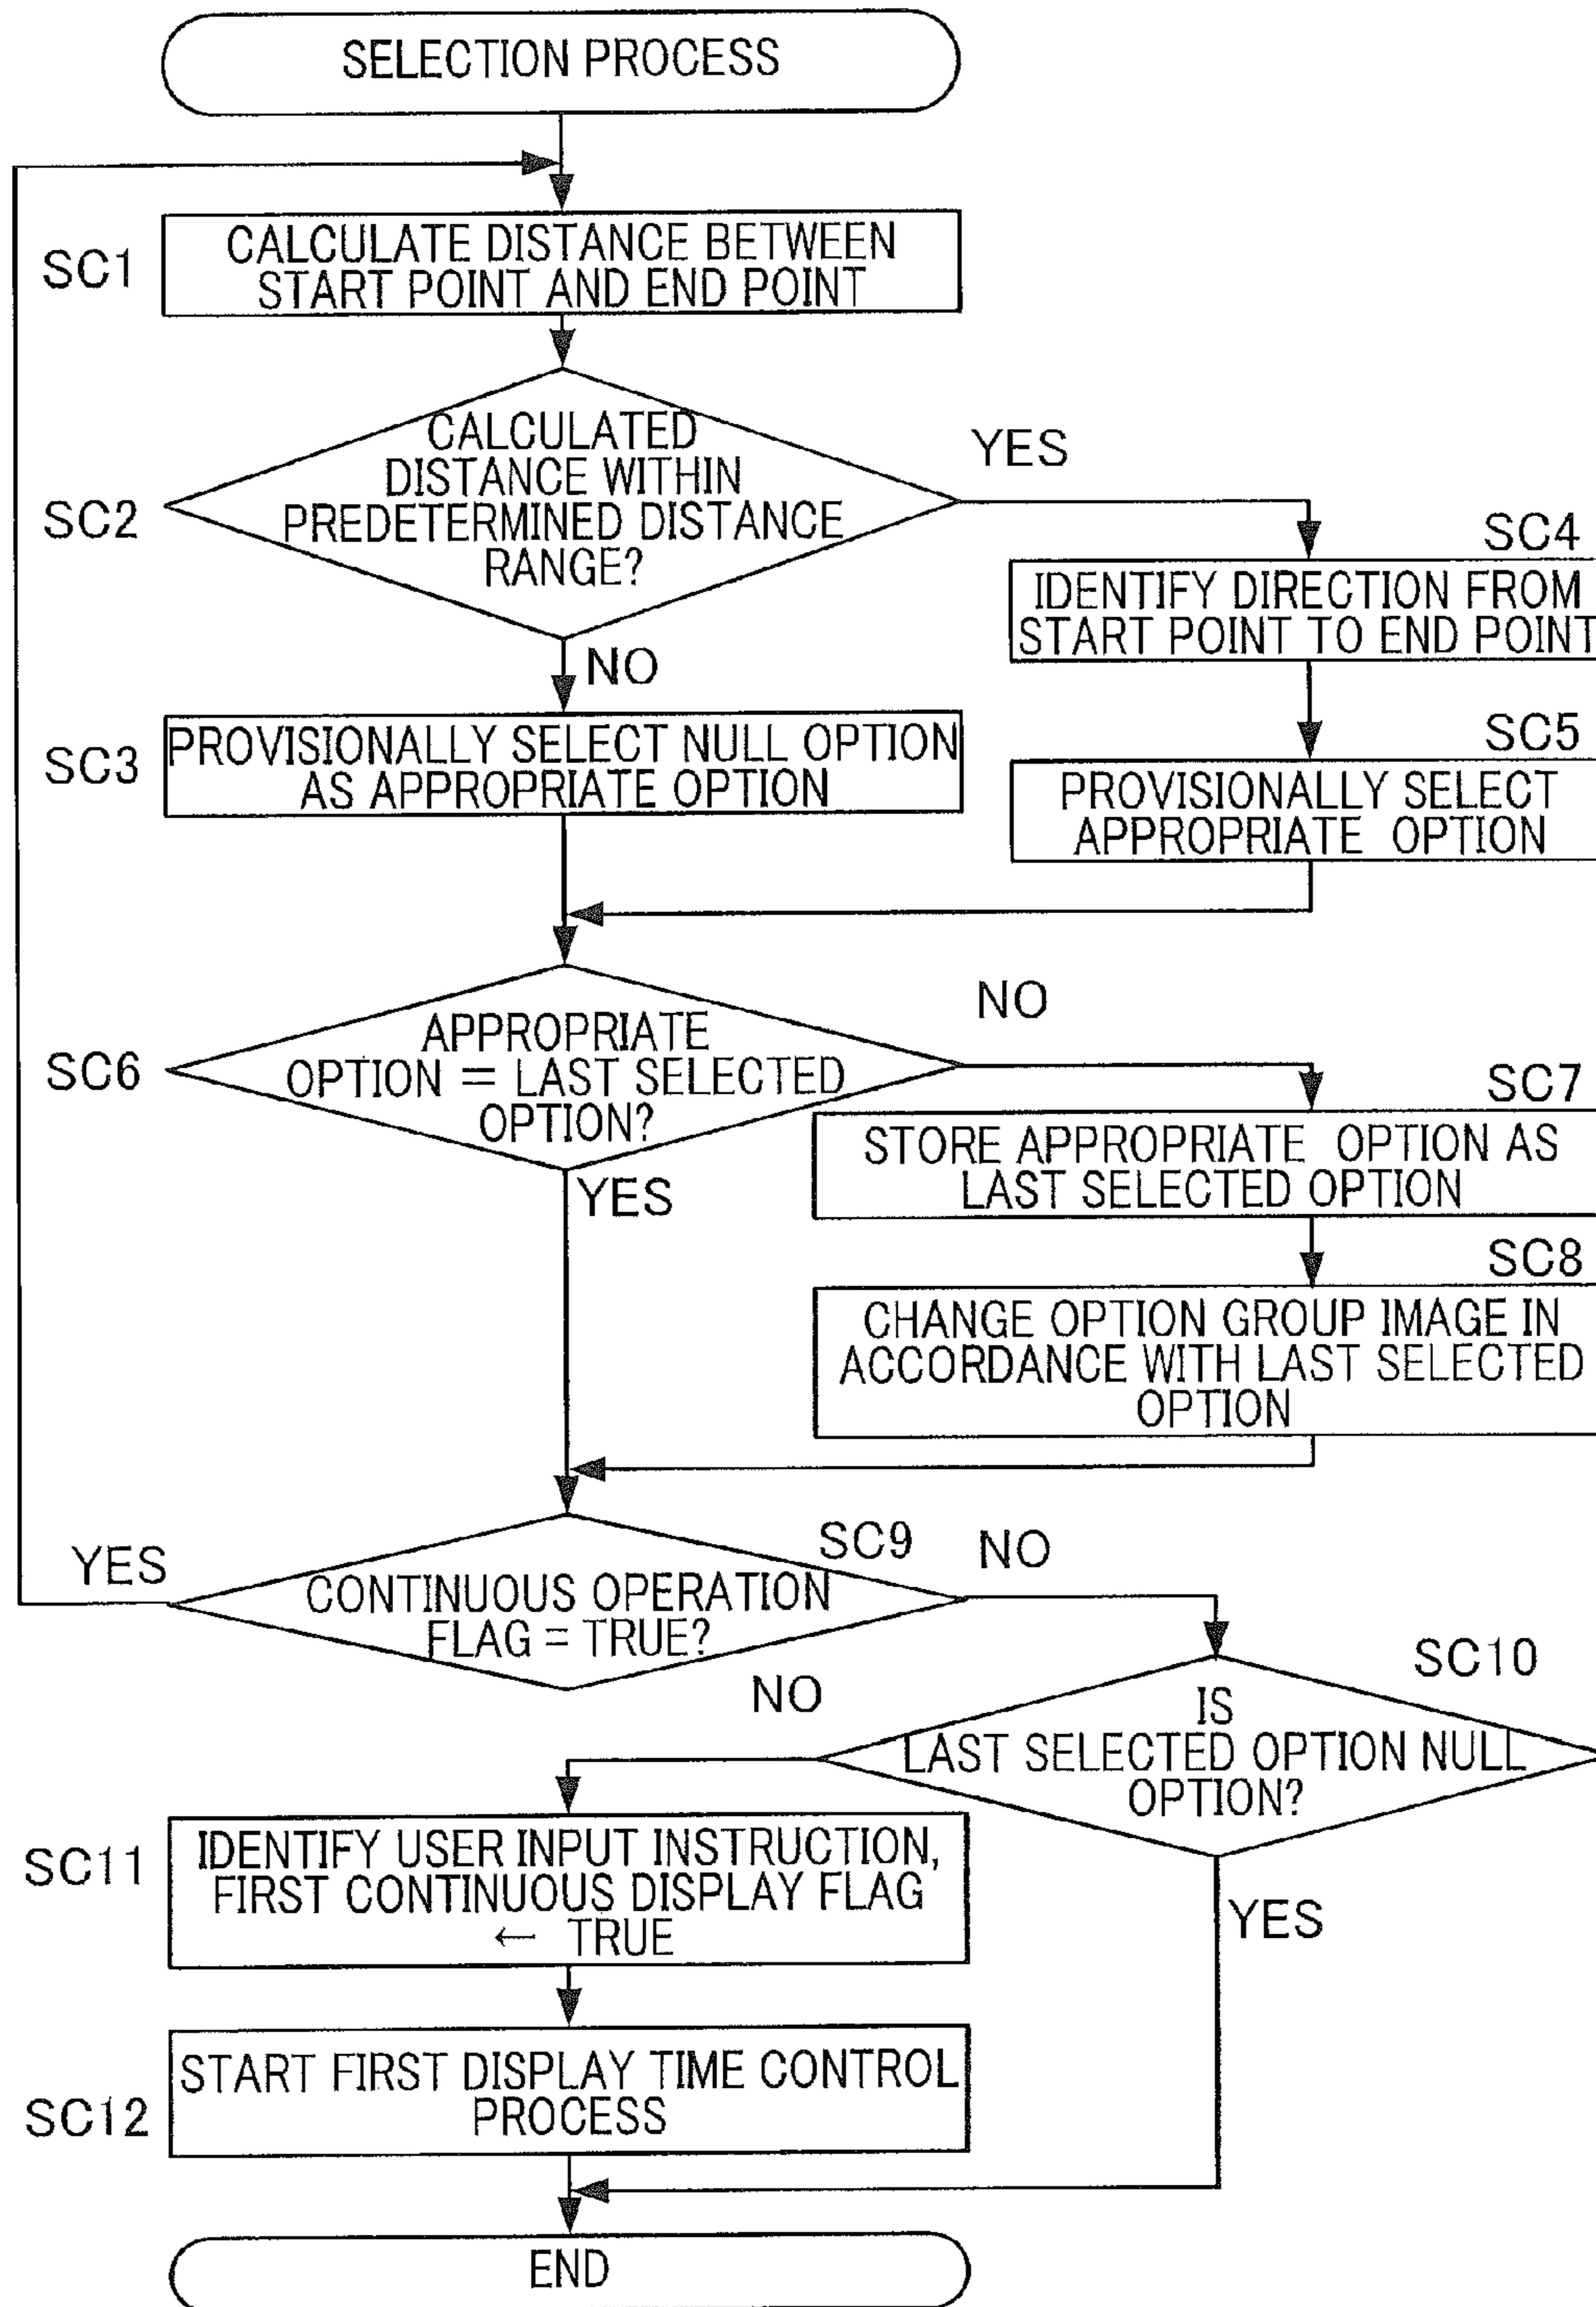 SELECTION PROCESS
SC1
CALCULATE DISTANCE BETWEEN
START POINT AND END POINT
SC2
CALCULATED
DISTANCE WITHIN
PREDETERMINED DISTANCE
RANGE?
YES
NO
SC3
PROVISIONALLY SELECT NULL OPTION
AS APPROPRIATE OPTION
SC4
IDENTIFY DIRECTION FROM
START POINT TO END POINT
SC5
PROVISIONALLY SELECT
APPROPRIATE OPTION
SC6
APPROPRIATE
OPTION = LAST SELECTED
OPTION?
NO
YES
SC7
STORE APPROPRIATE OPTION AS
LAST SELECTED OPTION
SC8
CHANGE OPTION GROUP IMAGE IN
ACCORDANCE WITH LAST SELECTED
OPTION
YES
SC9
NO
CONTINUOUS OPERATION
FLAG = TRUE?
SC10
NO
IS
LAST SELECTED OPTION NULL
OPTION?
YES
SC11
IDENTIFY USER INPUT INSTRUCTION,
FIRST CONTINUOUS DISPLAY FLAG
← TRUE
SC12
START FIRST DISPLAY TIME CONTROL
PROCESS
END